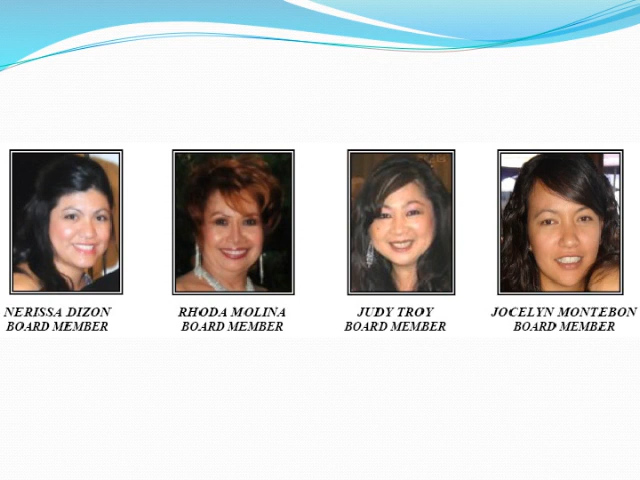 NERISSA DIZON
BOARD MEMBER
RHODA MOLINA
BOARD MEMBER
JUDY TROY
BOARD MEMBER
JOCELYN MONTEBON
BOARD MEMBER